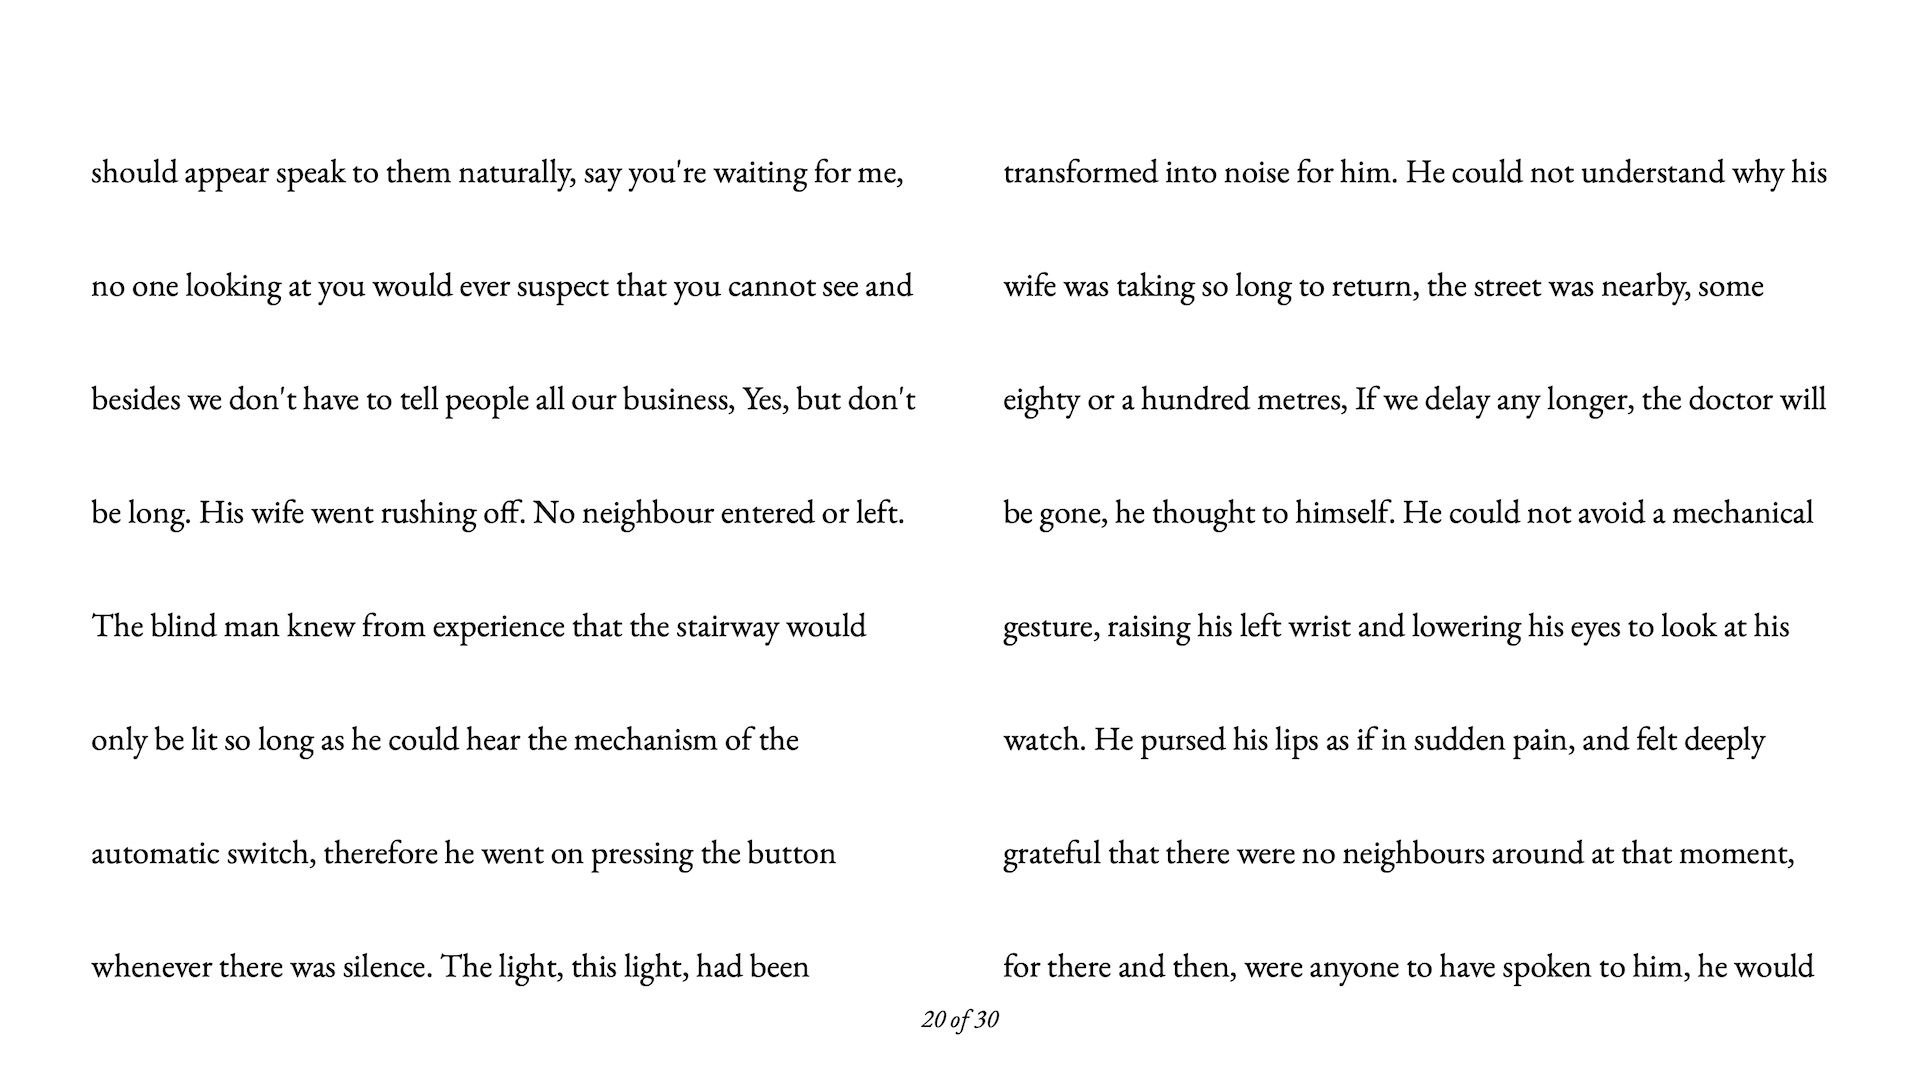 should appear speak to them naturally, say you're waiting for me,
no one looking at you would ever suspect that you cannot see and
besides we don't have to tell people all our business, Yes, but don't
be long. His wife went rushing off. No neighbour entered or left.
The blind man knew from experience that the stairway would
only be lit so long as he could hear the mechanism of the
automatic switch, therefore he went on pressing the button
whenever there was silence. The light, this light, had been
transformed into noise for him. He could not understand why his
wife was taking so long to return, the street was nearby, some
eighty or a hundred metres, If we delay any longer, the doctor will
be gone, he thought to himself. He could not avoid a mechanical
gesture, raising his left wrist and lowering his eyes to look at his
watch. He pursed his lips as if in sudden pain, and felt deeply
grateful that there were no neighbours around at that moment,
for there and then, were anyone to have spoken to him, he would
20 of 30